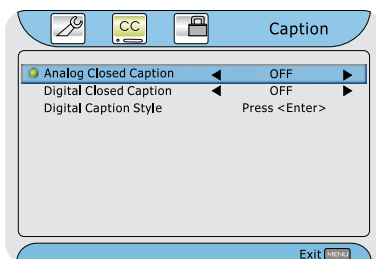 CC
Caption
Analog Closed Caption OFF
Digital Closed Caption OFF
Digital Caption Style Press <Enter>
Exit MENU